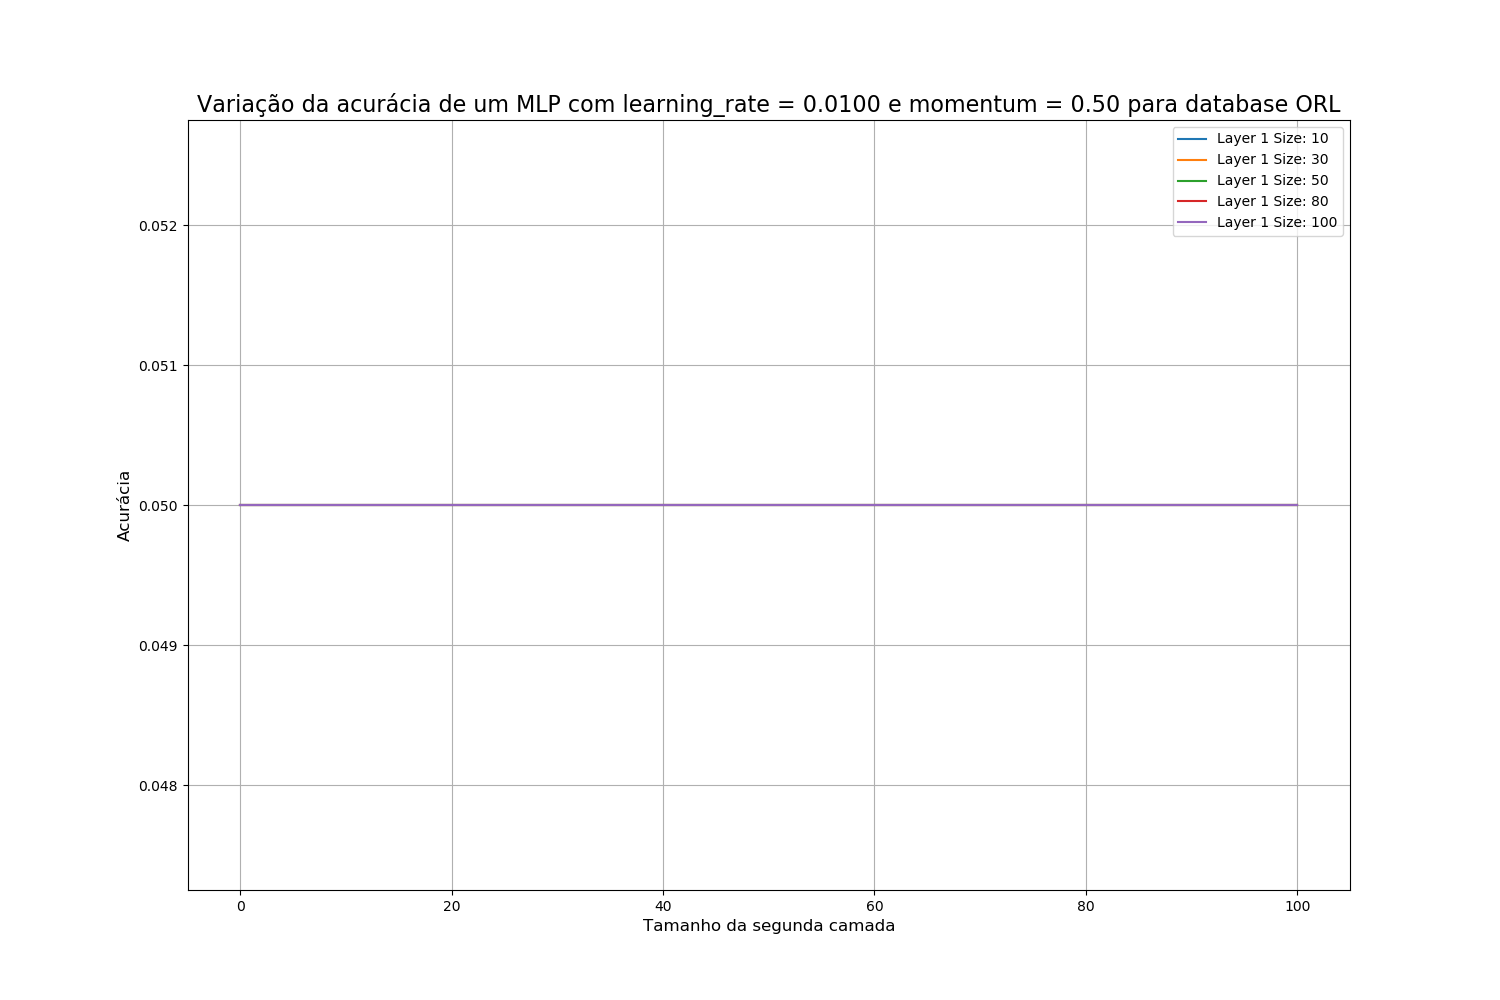 Variação da acurácia de um MLP com learning_rate = 0.0100 e momentum = 0.50 para database ORL
Layer 1 Size: 10
Layer 1 Size: 30
Layer 1 Size: 50
Layer 1 Size: 80
Layer 1 Size: 100
0.052
0.051
0.050
0.049
0.048
Acurácia
0 20 40 60 80 100
Tamanho da segunda camada